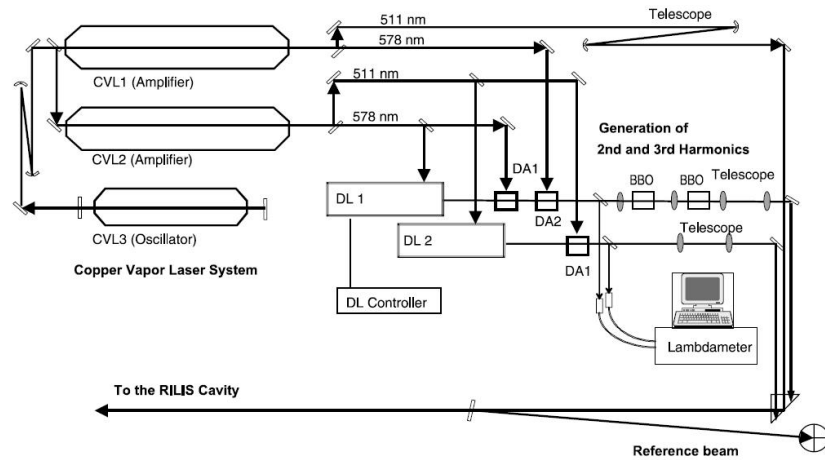 511 nm
Telescope
578 nm
CVL1 (Amplifier)
511 nm
578 nm
CVL2 (Amplifier)
Generation of
2nd and 3rd Harmonics
DA1
BBO
BBO
Telescope
DL 1
DA2
CVL3 (Oscillator)
DL 2
Telescope
DA1
Copper Vapor Laser System
DL Controller
Lambdameter
To the RILIS Cavity
Reference beam